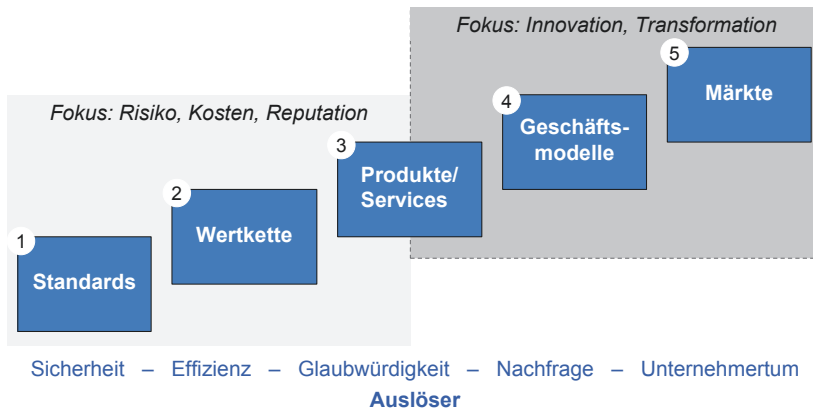 Fokus: Innovation, Transformation
5
Märkte
4
Geschäfts-
modelle
Fokus: Risiko, Kosten, Reputation
3
Produkte/
Services
2
Wertkette
1
Standards
Sicherheit – Effizienz – Glaubwürdigkeit – Nachfrage – Unternehmertum
Auslöser